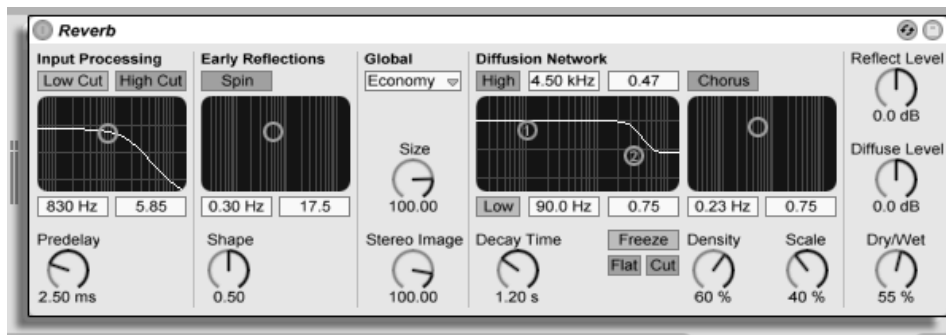 Reverb
Input Processing
Low Cut High Cut
830 Hz 5.85
Predelay
2.50 ms
Early Reflections
Spin
0.30 Hz 17.5
Shape
0.50
Global
Economy
Size
100.00
Stereo Image
100.00
Diffusion Network
High 4.50 kHz 0.47 Chorus
1
2
Low 90.0 Hz 0.75 0.23 Hz 0.75
Decay Time
1.20 s
Freeze
Flat Cut
Density
60 %
Scale
40 %
Reflect Level
0.0 dB
Diffuse Level
0.0 dB
Dry/Wet
55 %